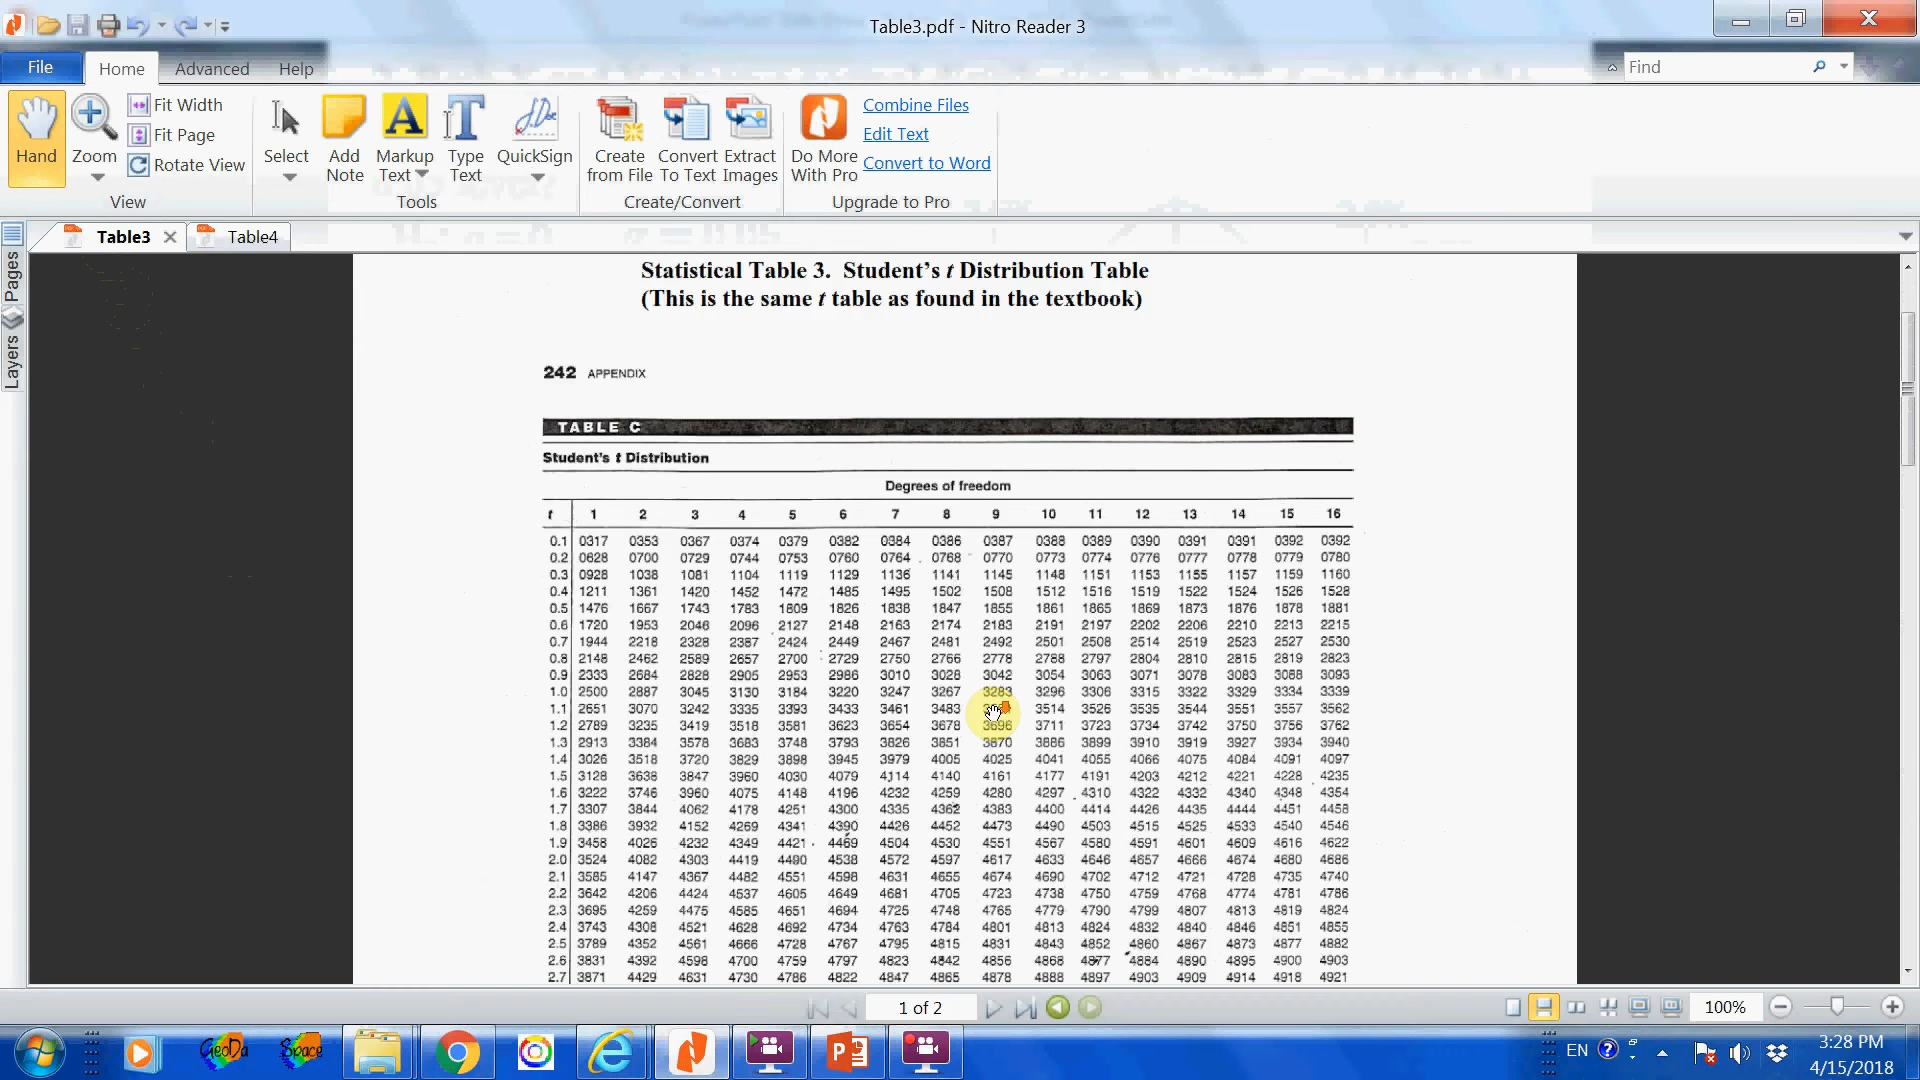 Table3.pdf - Nitro Reader 3
File Home Advanced Help Find
Hand Zoom Fit Width Fit Page Rotate View
View
Select Add Note Markup Text Type Text QuickSign
Tools
Create from File Convert To Text Extract Images
Create/Convert
Do More With Pro Combine Files Edit Text Convert to Word
Upgrade to Pro
Table3 Table4
Pages
Layers
Statistical Table 3. Student's t Distribution Table
(This is the same t table as found in the textbook)
242 APPENDIX
TABLE C
Student's t Distribution
Degrees of freedom
t 1 2 3 4 5 6 7 8 9 10 11 12 13 14 15 16
0.1 0317 0353 0367 0374 0379 0382 0384 0386 0387 0388 0389 0390 0391 0391 0392 0392
0.2 0628 0700 0729 0744 0753 0760 0764 0768 0770 0773 0774 0776 0777 0778 0779 0780
0.3 0928 1038 1081 1104 1119 1129 1136 1141 1145 1148 1151 1153 1155 1157 1159 1160
0.4 1211 1361 1420 1452 1472 1485 1495 1502 1508 1512 1516 1519 1522 1524 1526 1528
0.5 1476 1667 1743 1783 1809 1826 1838 1847 1855 1861 1865 1869 1873 1876 1878 1881
0.6 1720 1953 2046 2096 2127 2148 2163 2174 2183 2191 2197 2202 2206 2210 2213 2215
0.7 1944 2218 2328 2387 2424 2449 2467 2481 2492 2501 2508 2514 2519 2523 2527 2530
0.8 2148 2462 2589 2657 2700 2729 2750 2766 2778 2788 2797 2804 2810 2815 2819 2823
0.9 2333 2684 2828 2905 2953 2986 3010 3028 3042 3054 3063 3071 3078 3083 3088 3093
1.0 2500 2887 3045 3130 3184 3220 3247 3267 3283 3296 3306 3315 3322 3329 3334 3339
1.1 2651 3070 3242 3335 3393 3433 3461 3483 3514 3526 3535 3544 3551 3557 3562
1.2 2789 3235 3419 3518 3581 3623 3654 3678 3696 3711 3723 3734 3742 3750 3756 3762
1.3 2913 3384 3578 3683 3748 3793 3826 3851 3870 3886 3899 3910 3919 3927 3934 3940
1.4 3026 3518 3720 3829 3898 3945 3979 4005 4025 4041 4055 4066 4075 4084 4091 4097
1.5 3128 3638 3847 3960 4030 4079 4114 4140 4161 4177 4191 4203 4212 4221 4228 4235
1.6 3222 3746 3960 4075 4148 4196 4232 4259 4280 4297 4310 4322 4332 4340 4348 4354
1.7 3307 3844 4062 4178 4251 4300 4335 4362 4383 4400 4414 4426 4435 4444 4451 4458
1.8 3386 3932 4152 4269 4341 4390 4426 4452 4473 4490 4503 4515 4525 4533 4540 4546
1.9 3458 4026 4232 4349 4421 4469 4504 4530 4551 4567 4580 4591 4601 4609 4616 4622
2.0 3524 4082 4303 4419 4490 4538 4572 4597 4617 4633 4646 4657 4666 4674 4680 4686
2.1 3585 4147 4367 4482 4551 4598 4631 4655 4674 4690 4702 4712 4721 4728 4735 4740
2.2 3642 4206 4424 4537 4605 4649 4681 4705 4723 4738 4750 4759 4768 4774 4781 4786
2.3 3695 4259 4475 4585 4651 4694 4725 4748 4765 4779 4790 4799 4807 4813 4819 4824
2.4 3743 4308 4521 4628 4692 4734 4763 4784 4801 4813 4824 4832 4840 4846 4851 4855
2.5 3789 4352 4561 4666 4728 4767 4795 4815 4831 4843 4852 4860 4867 4873 4877 4882
2.6 3831 4392 4598 4700 4759 4797 4823 4842 4856 4868 4877 4884 4890 4895 4900 4903
2.7 3871 4429 4631 4730 4786 4822 4847 4865 4878 4888 4897 4903 4909 4914 4918 4921
1 of 2 100%
GeoDa Space EN 3:28 PM
4/15/2018